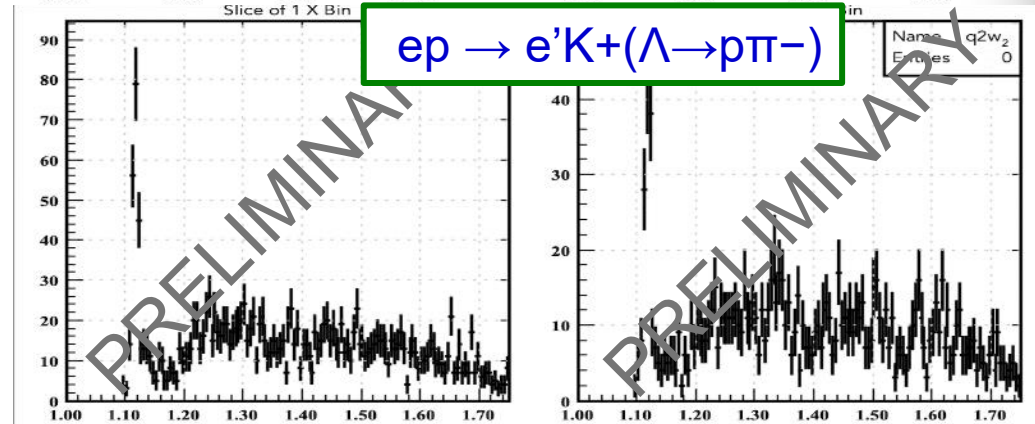 Slice of 1 X Bin
in
ep → e’K+(Λ→pπ−)
Name q2w_2
Entries 0
90
80
70
60
50
40
30
20
10
0
1.00 1.10 1.20 1.30 1.40 1.50 1.60 1.70
PRELIMINAR
40
30
20
10
0
1.00 1.10 1.20 1.30 1.40 1.50 1.60 1.70
PRELIMINARY